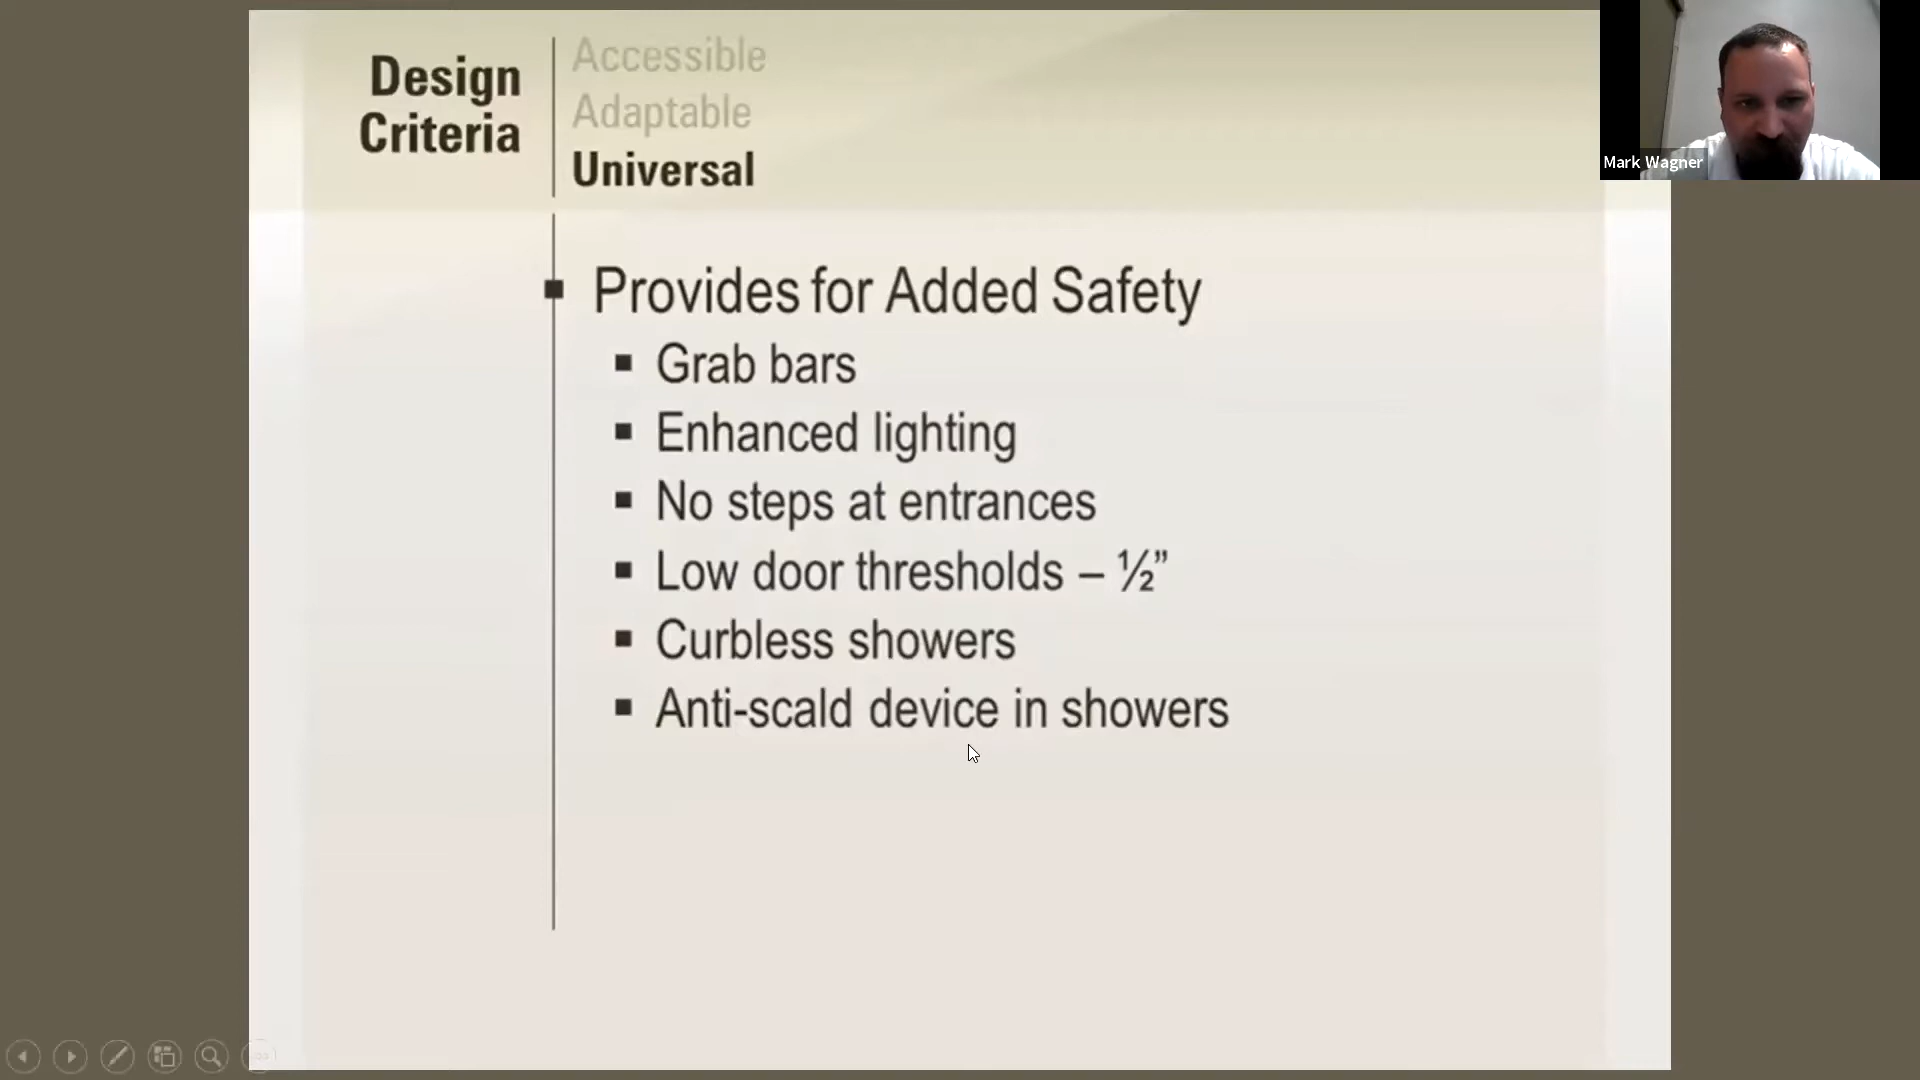 Design
Criteria
Accessible
Adaptable
Universal
▪ Provides for Added Safety
▪ Grab bars
▪ Enhanced lighting
▪ No steps at entrances
▪ Low door thresholds – ½”
▪ Curbless showers
▪ Anti-scald device in showers
Mark Wagner